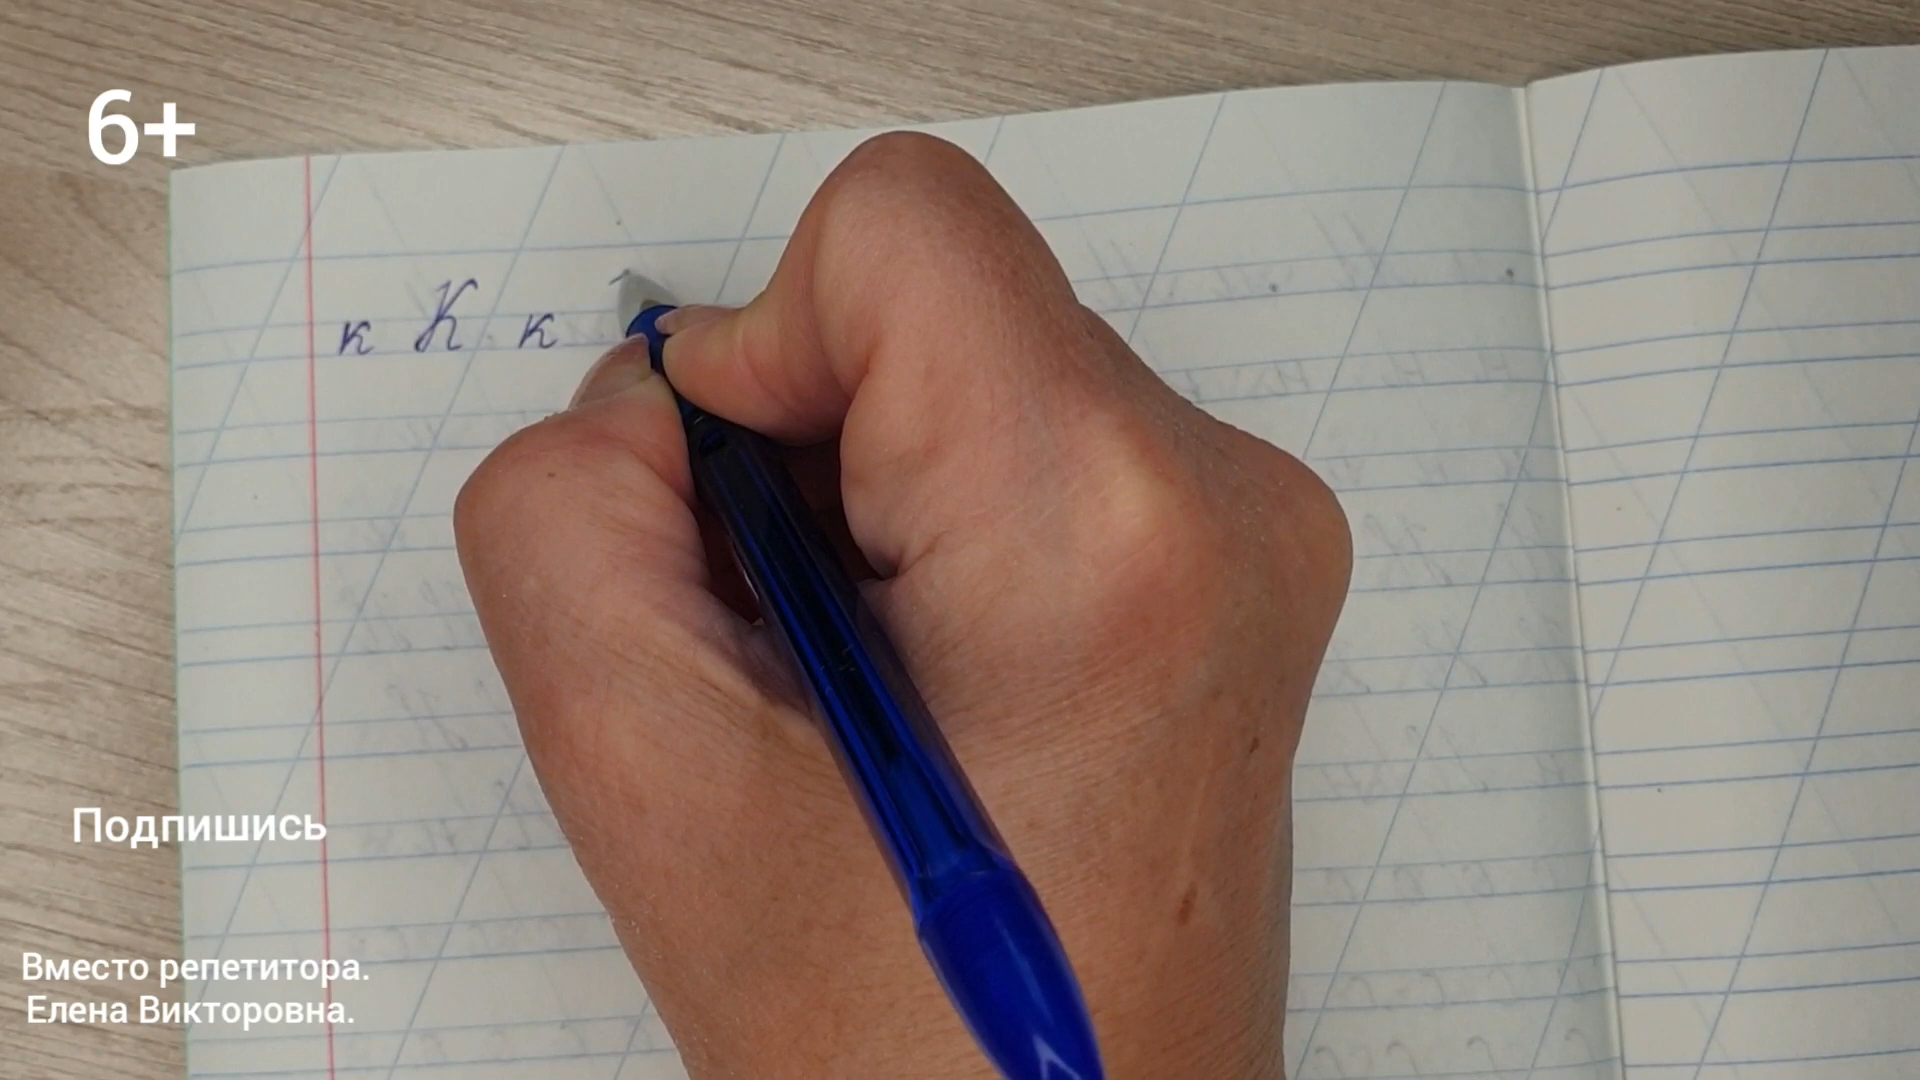 6+
к К к
Подпишись
Вместо репетитора.
Елена Викторовна.